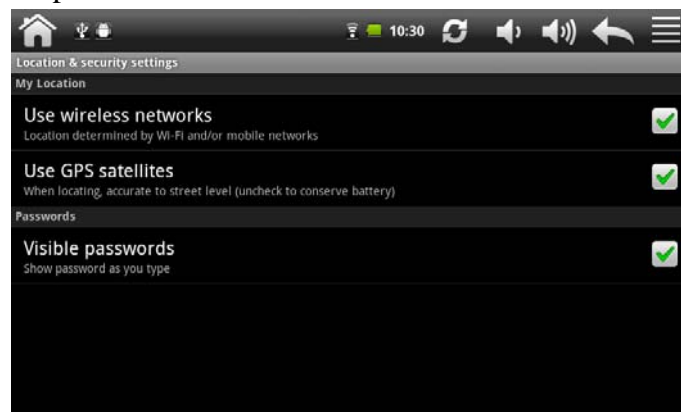 10:30
Location & security settings
My Location
Use wireless networks
Location determined by Wi-Fi and/or mobile networks
Use GPS satellites
When locating, accurate to street level (uncheck to conserve battery)
Passwords
Visible passwords
Show password as you type